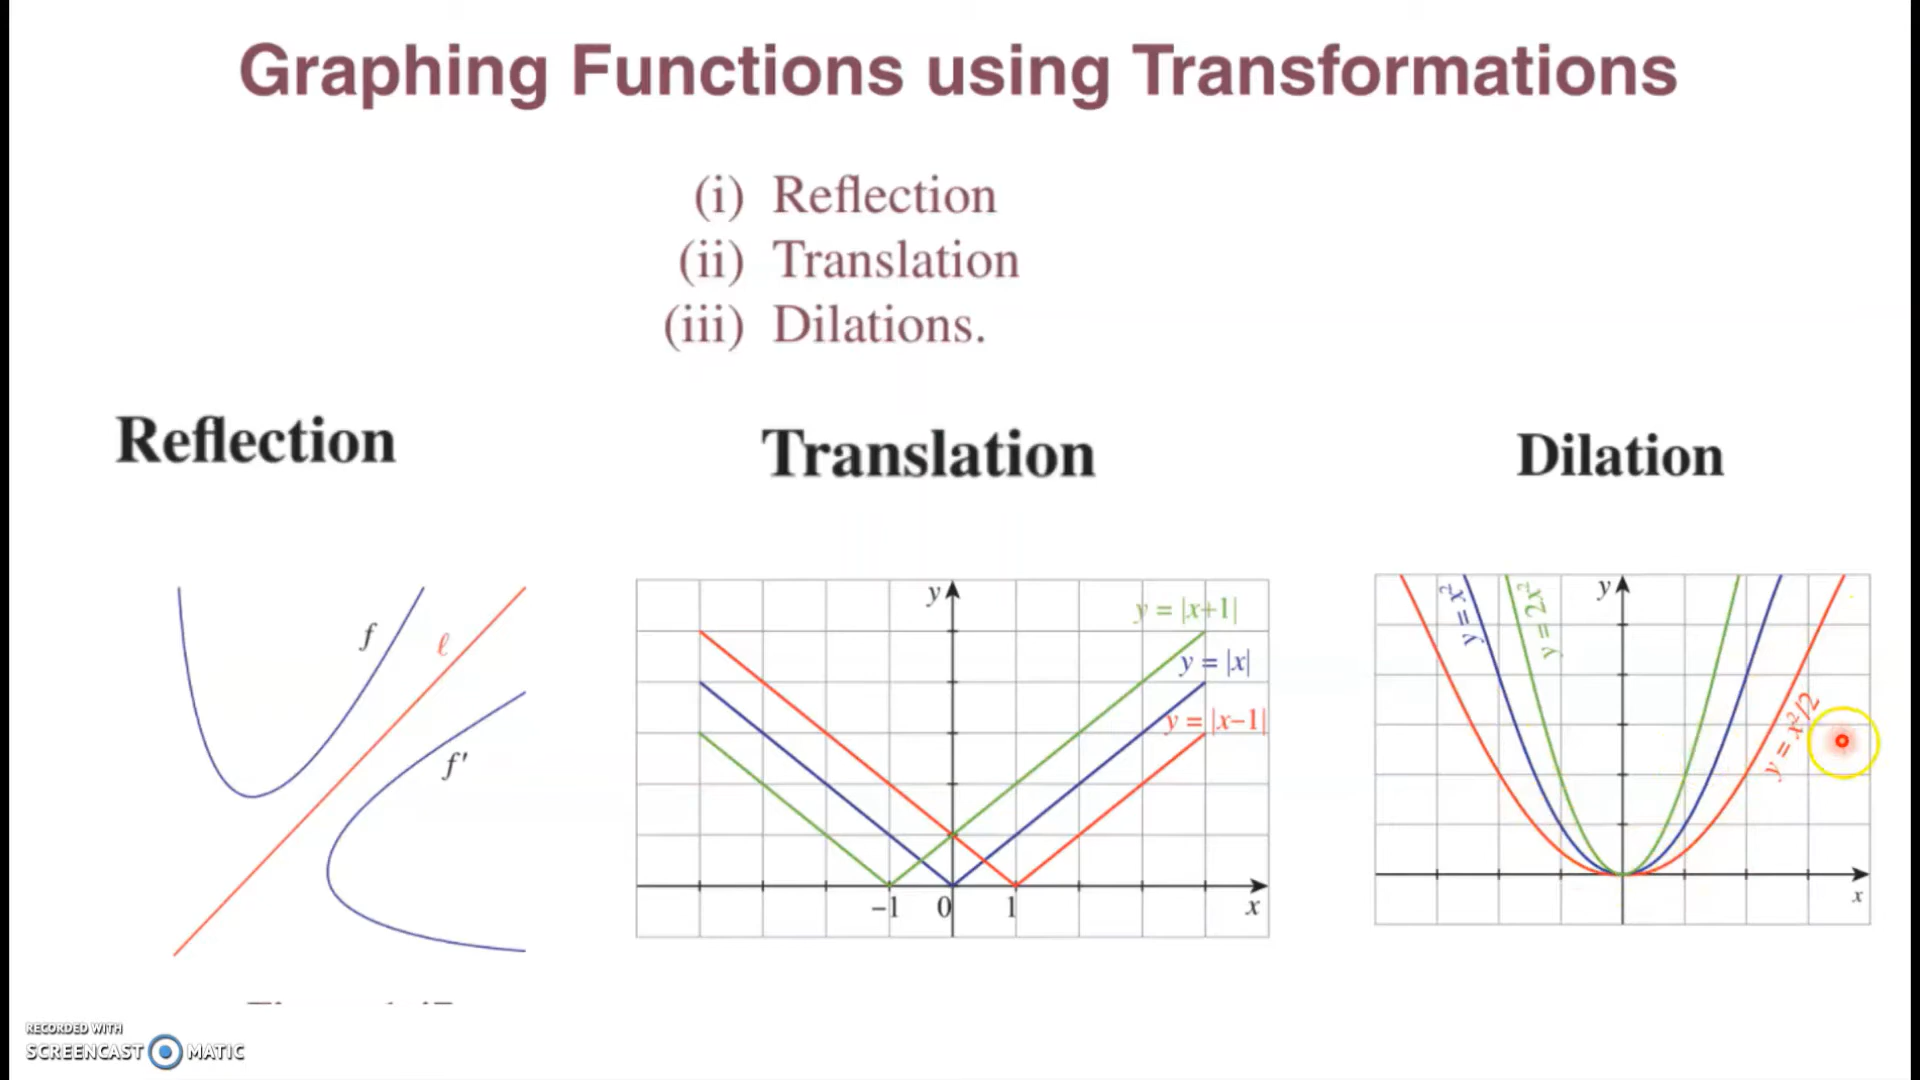 Graphing Functions using Transformations
(i) Reflection
(ii) Translation
(iii) Dilations.
Reflection
Translation
Dilation
f
ℓ
f'
y
y = |x+1|
y = |x|
y = |x−1|
−1
0
1
x
y = x²
y = 2x²
y
y = x²/2
x
RECORDED WITH
SCREENCAST MATIC